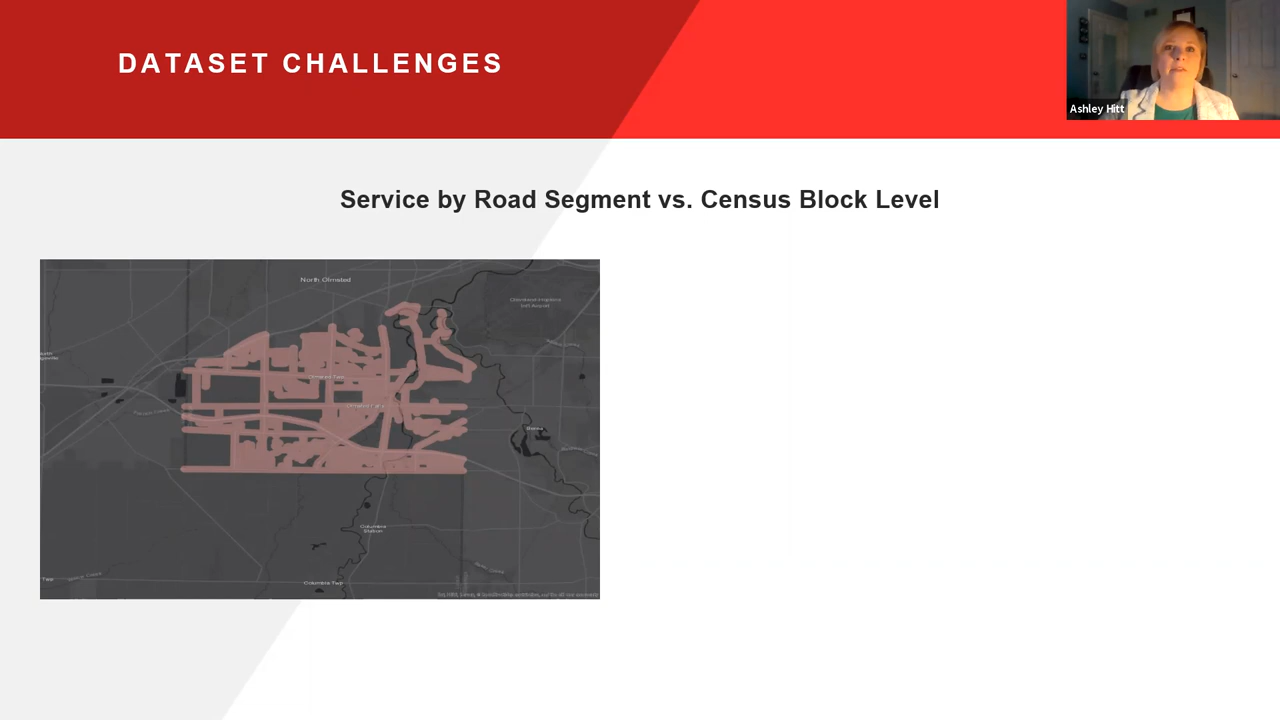 DATASET CHALLENGES
Ashley Hitt
Service by Road Segment vs. Census Block Level
North Olmsted
Olmsted Twp
Olmsted Falls
Berea
Columbia
Station
Columbia Twp